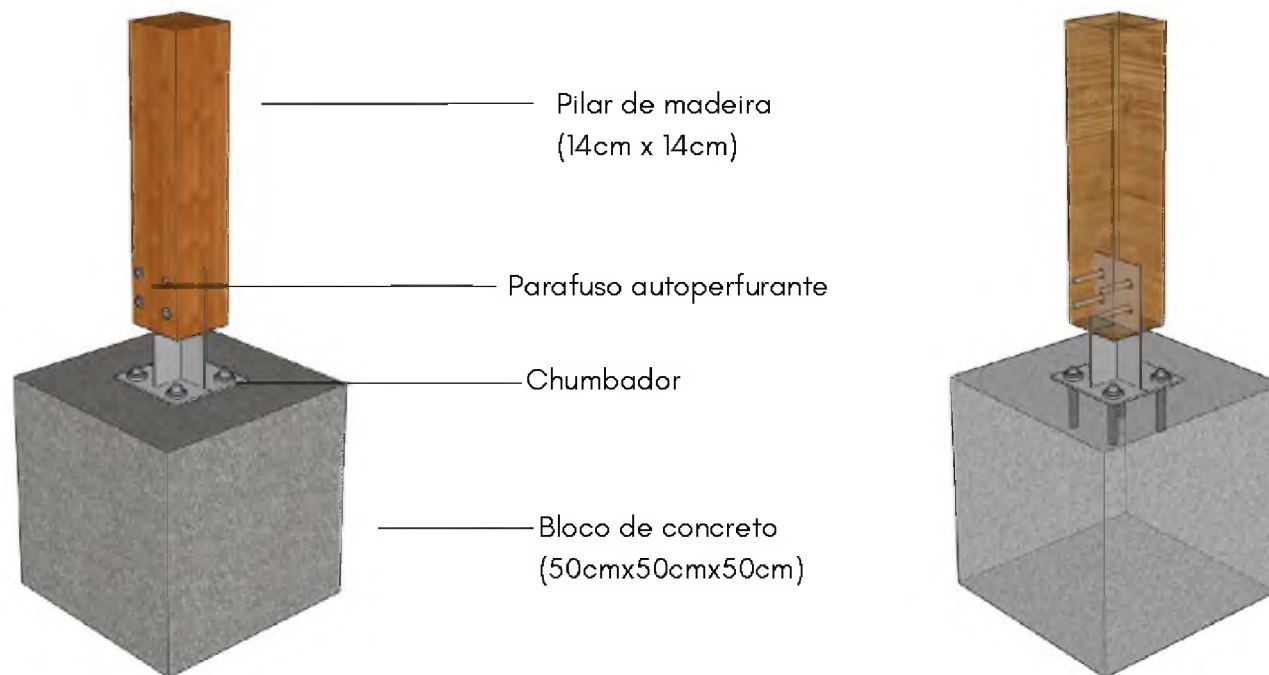 Pilar de madeira
(14cm x 14cm)
Parafuso autoperfurante
Chumbador
Bloco de concreto
(50cmx50cmx50cm)